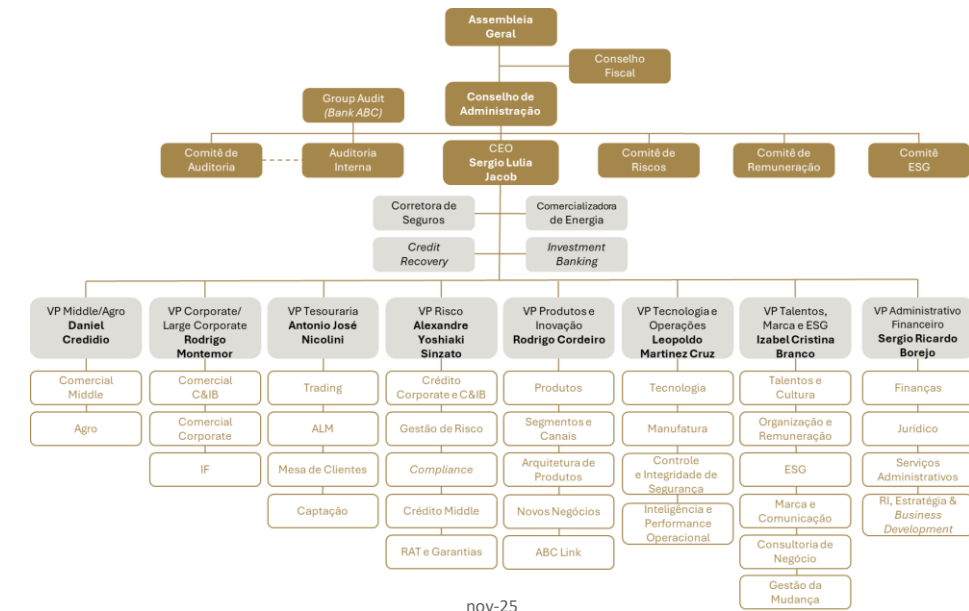 Assembleia
Geral
Conselho
Fiscal
Group Audit
(Bank ABC)
Conselho de
Administração
Comitê de
Auditoria
Auditoria
Interna
CEO
Sergio Lulia
Jacob
Comitê de
Riscos
Comitê de
Remuneração
Comitê
ESG
Corretora de
Seguros
Comercializadora
de Energia
Credit
Recovery
Investment
Banking
VP Middle/Agro
Daniel
Credidio
VP Corporate/
Large Corporate
Rodrigo
Montemor
VP Tesouraria
Antonio José
Nicolini
VP Risco
Alexandre
Yoshiaki
Sinzato
VP Produtos e
Inovação
Rodrigo Cordeiro
VP Tecnologia e
Operações
Leopoldo
Martinez Cruz
VP Talentos,
Marca e ESG
Izabel Cristina
Branco
VP Administrativo
Financeiro
Sergio Ricardo
Borejo
Comercial
Middle
Agro
Comercial
C&IB
Comercial
Corporate
IF
Trading
ALM
Mesa de Clientes
Captação
Crédito
Corporate e C&IB
Gestão de Risco
Compliance
Crédito Middle
RAT e Garantias
Produtos
Segmentos e
Canais
Arquitetura de
Produtos
Novos Negócios
ABC Link
Tecnologia
Manufatura
Controle
e Integridade de
Segurança
Inteligência e
Performance
Operacional
Talentos e
Cultura
Organização e
Remuneração
ESG
Marca e
Comunicação
Consultoria de
Negócio
Gestão da
Mudança
Finanças
Jurídico
Serviços
Administrativos
RI, Estratégia &
Business
Development
nov-25